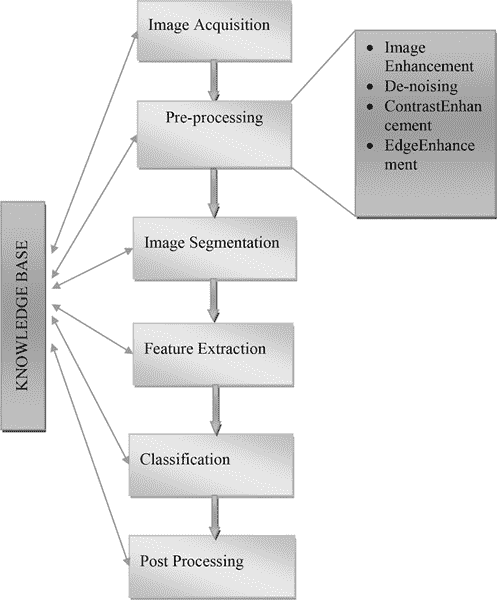 Image Acquisition
Pre-processing
• Image
Enhancement
• De-noising
• ContrastEnhan
cement
• EdgeEnhance
ment
Image Segmentation
KNOWLEDGE BASE
Feature Extraction
Classification
Post Processing